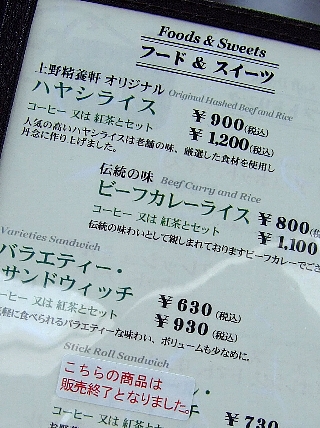 Foods & Sweets
フード & スイーツ
上野精養軒 オリジナル
ハヤシライス Original Hashed Beef and Rice
¥900(税込)
コーヒー 又は 紅茶とセット ¥1,200(税込)
人気の高いハヤシライスは老舗の味、厳選した食材を使用し
丹念に作り上げました。
伝統の味 Beef Curry and Rice
ビーフカレーライス ¥800
コーヒー 又は 紅茶とセット ¥1,100
伝統の味わいとして親しまれておりますビーフカレーでござ
Varieties Sandwich
バラエティー・
サンドウィッチ ¥630(税込)
コーヒー 又は 紅茶とセット ¥930(税込)
軽に食べられるバラエティーな味わい、ボリュームも少なめに。
Stick Roll Sandwich
こちらの商品は
販売終了となりました。
¥730
コーヒー 又は 紅茶